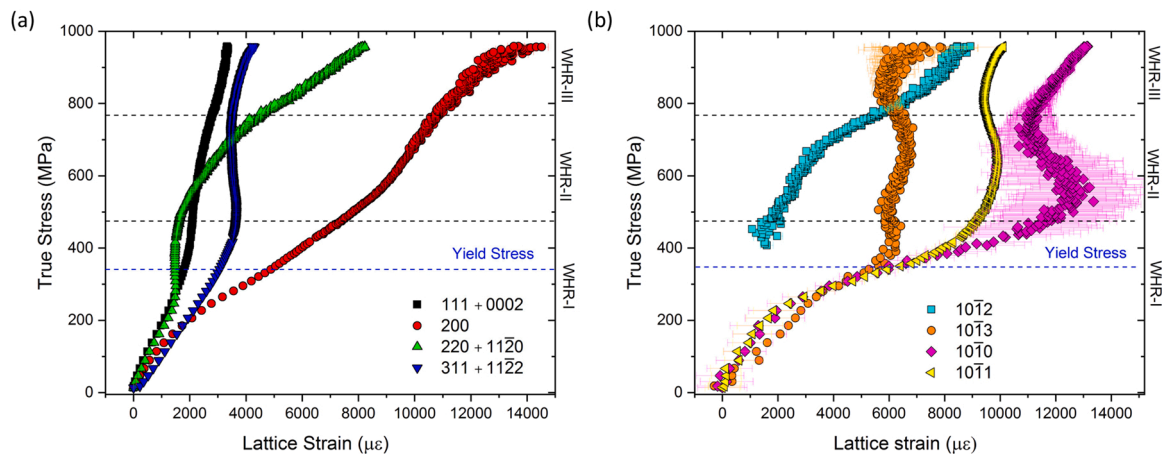 (a)
1000
800
600
400
200
0
True Stress (MPa)
WHR-III
WHR-II
WHR-I
Yield Stress
111 + 0002
200
220 + 112̅0
311 + 112̅2
0 2000 4000 6000 8000 10000 12000 14000
Lattice Strain (με)
(b)
1000
800
600
400
200
0
True Stress (MPa)
WHR-III
WHR-II
WHR-I
Yield Stress
101̅2
101̅3
101̅0
101̅1
0 2000 4000 6000 8000 10000 12000 14000
Lattice strain (με)